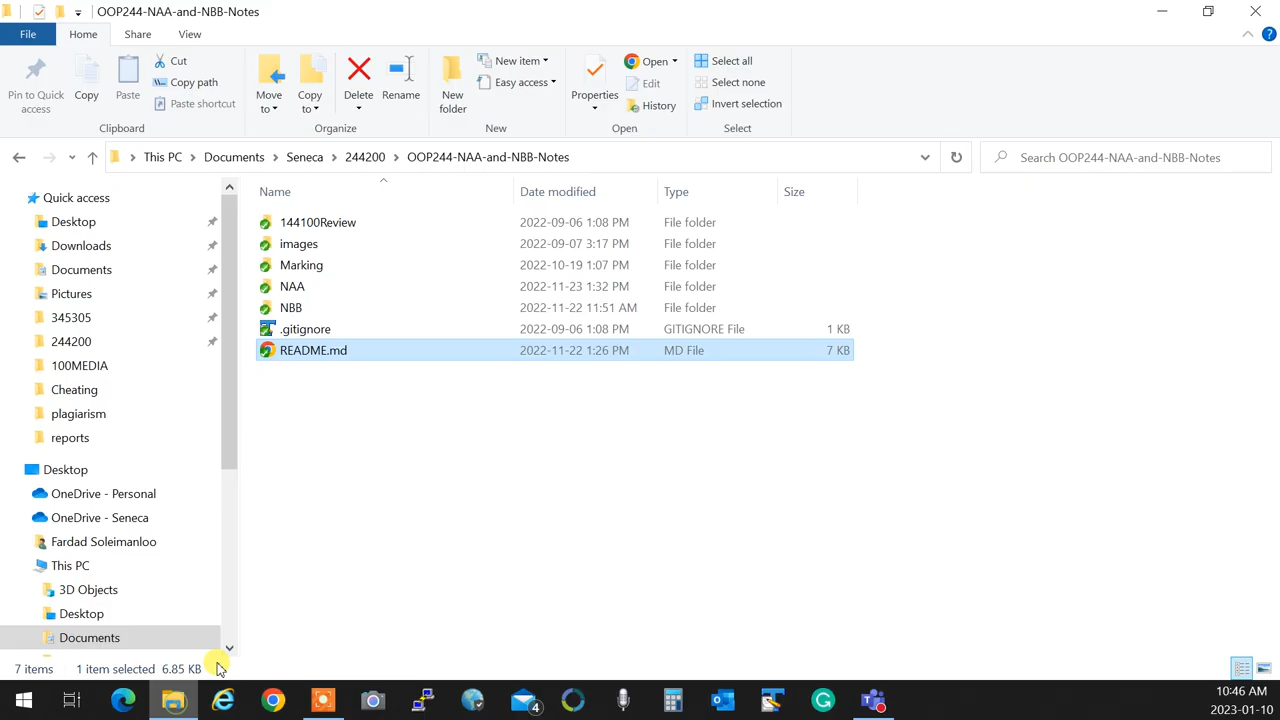 OOP244-NAA-and-NBB-Notes
File Home Share View
Pin to Quick access
Copy
Paste
Cut
Copy path
Paste shortcut
Clipboard
Move to
Copy to
Delete
Rename
Organize
New folder
New item
Easy access
New
Properties
Open
Edit
History
Open
Select all
Select none
Invert selection
Select
This PC > Documents > Seneca > 244200 > OOP244-NAA-and-NBB-Notes
Search OOP244-NAA-and-NBB-Notes
Quick access
Desktop
Downloads
Documents
Pictures
345305
244200
100MEDIA
Cheating
plagiarism
reports
Desktop
OneDrive - Personal
OneDrive - Seneca
Fardad Soleimanloo
This PC
3D Objects
Desktop
Documents
Name Date modified Type Size
144100Review 2022-09-06 1:08 PM File folder
images 2022-09-07 3:17 PM File folder
Marking 2022-10-19 1:07 PM File folder
NAA 2022-11-23 1:32 PM File folder
NBB 2022-11-22 11:51 AM File folder
.gitignore 2022-09-06 1:08 PM GITIGNORE File 1 KB
README.md 2022-11-22 1:26 PM MD File 7 KB
7 items 1 item selected 6.85 KB
4
10:46 AM
2023-01-10